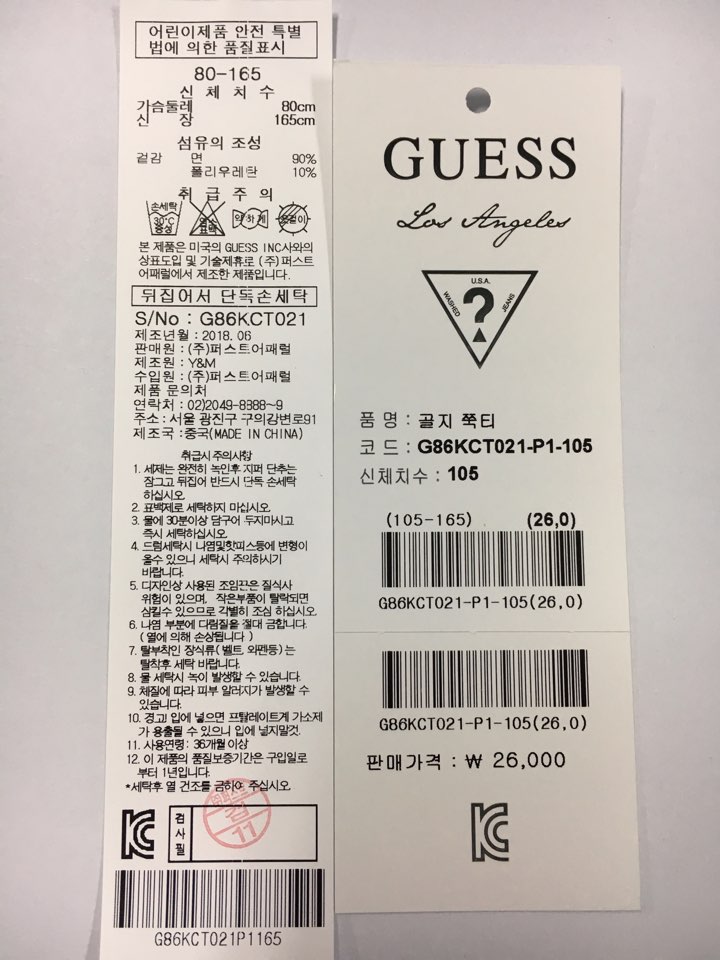 어린이제품 안전 특별
법에 의한 품질표시
80-165
신 체 치 수
가슴둘레 80cm
신 장 165cm
섬유의 조성
겉감 면 90%
폴리우레탄 10%
취 급 주 의
손세탁
30℃
중성
염소
표백
약하게
옷걸이
본 제품은 미국의 GUESS INC사와의
상표도입 및 기술제휴로 (주)퍼스트
어패럴에서 제조한 제품입니다.
뒤집어서 단독손세탁
S/No : G86KCT021
제조년월 : 2018. 06
판매원 : (주)퍼스트어패럴
제조원 : Y&M
수입원 : (주)퍼스트어패럴
제품 문의처
연락처 : 02)2049-8888~9
주소 : 서울 광진구 구의강변로91
제조국 :중국(MADE IN CHINA)
취급시 주의사항
1. 세제는 완전히 녹인후 지퍼 단추는
잠그고 뒤집어 반드시 단독 손세탁
하십시오.
2. 표백제로 세탁하지 마십시오.
3. 물에 30분이상 담구어 두지마시고
즉시 세탁하십시오.
4. 드럼세탁시 나염및핫피스등에 변형이
올수 있으니 세탁시 주의하시기
바랍니다.
5. 디자인상 사용된 조임끈은 질식사
위험이 있으며, 작은부품이 탈락되면
삼킬수 있으므로 각별히 조심 하십시오.
6. 나염 부분에 다림질을 절대 금합니다.
( 열에 의해 손상됩니다 )
7. 탈부착인 장식류( 벨트, 와펜등) 는
탈착후 세탁 바랍니다.
8. 물 세탁시 녹이 발생할 수 있습니다.
9. 체질에 따라 피부 알러지가 발생할 수
있습니다.
10. 경고! 입에 넣으면 프탈레이트계 가소제
가 용출될 수 있으니 입에 넣지말것.
11. 사용연령: 36개월 이상
12. 이 제품의 품질보증기간은 구입일로
부터 1년입니다.
*세탁후 열 건조를 금하여 주십시오.
검사필
검
11
G86KCT021P1165
GUESS
Los Angeles
U.S.A.
WASHED
?
JEANS
품 명 : 골지 쭉티
코 드 : G86KCT021-P1-105
신체치수 : 105
(105-165) (26,0)
G86KCT021-P1-105(26,0)
G86KCT021-P1-105(26,0)
판매가격 : ₩ 26,000